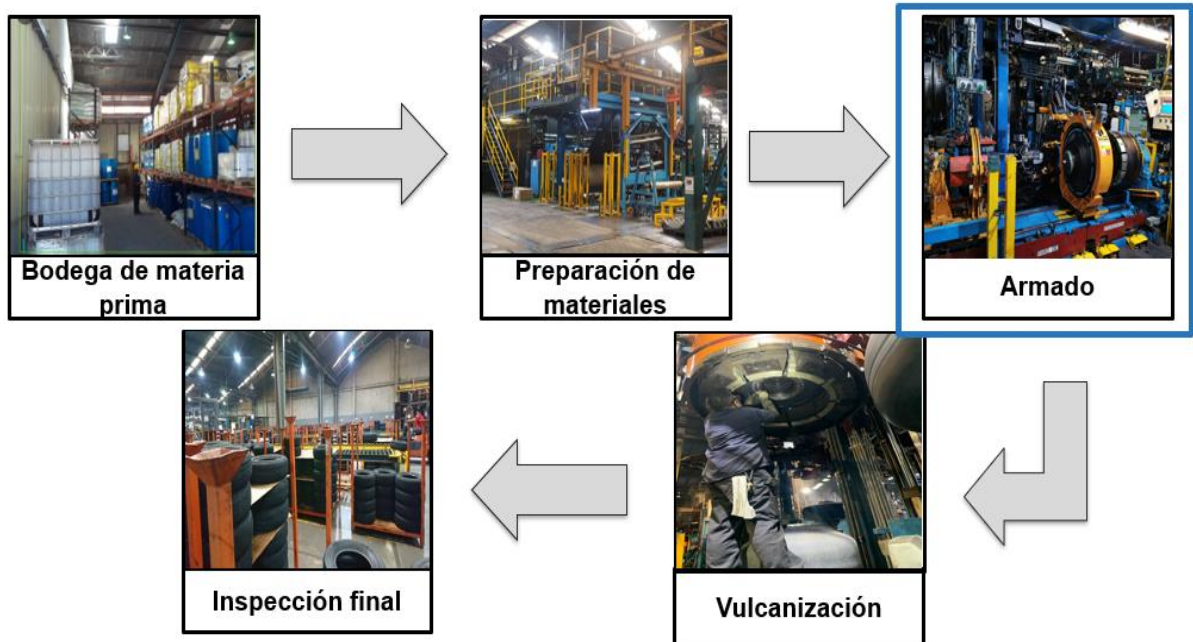 Bodega de materia
prima
Preparación de
materiales
Armado
Vulcanización
Inspección final